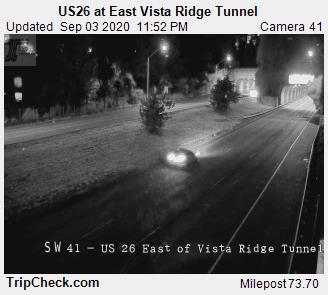 US26 at East Vista Ridge Tunnel
Updated Sep 03 2020 11:52 PM Camera 41
SW 41 - US 26 East of Vista Ridge Tunnel
TripCheck.com Milepost 73.70